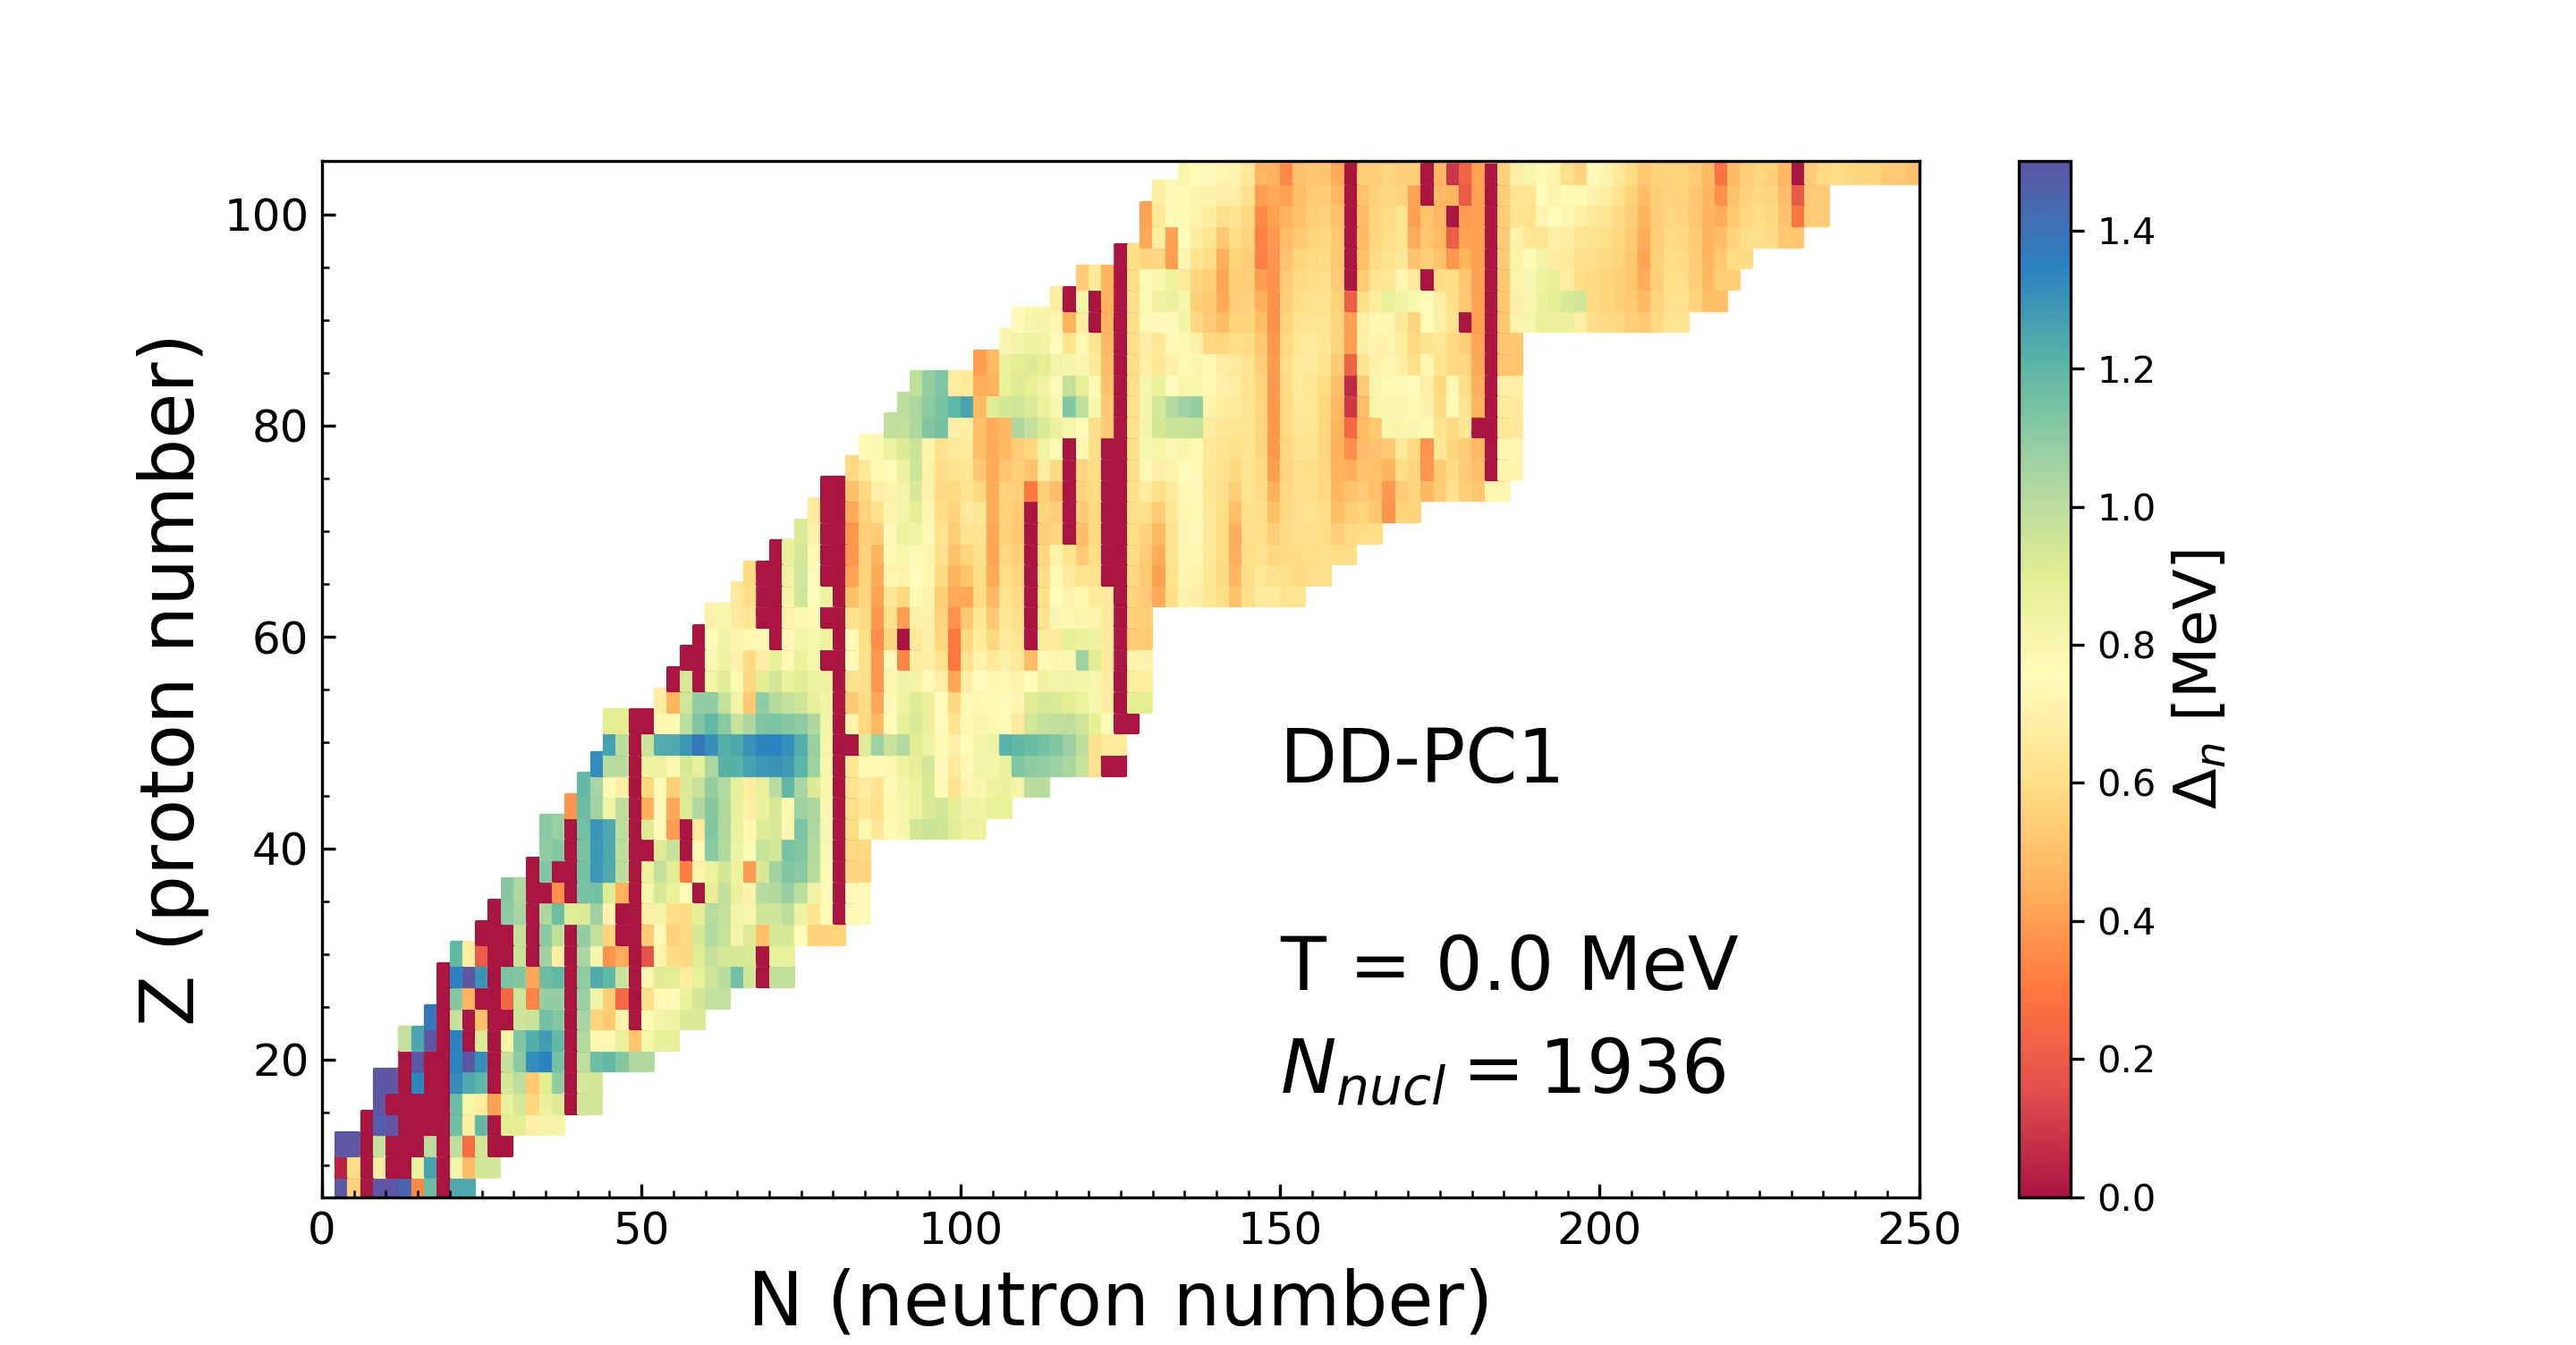 100
80
60
40
20
Z (proton number)
0 50 100 150 200 250
N (neutron number)
DD-PC1
T = 0.0 MeV
N_nucl = 1936
1.4
1.2
1.0
0.8
0.6
0.4
0.2
0.0
Δ_n [MeV]